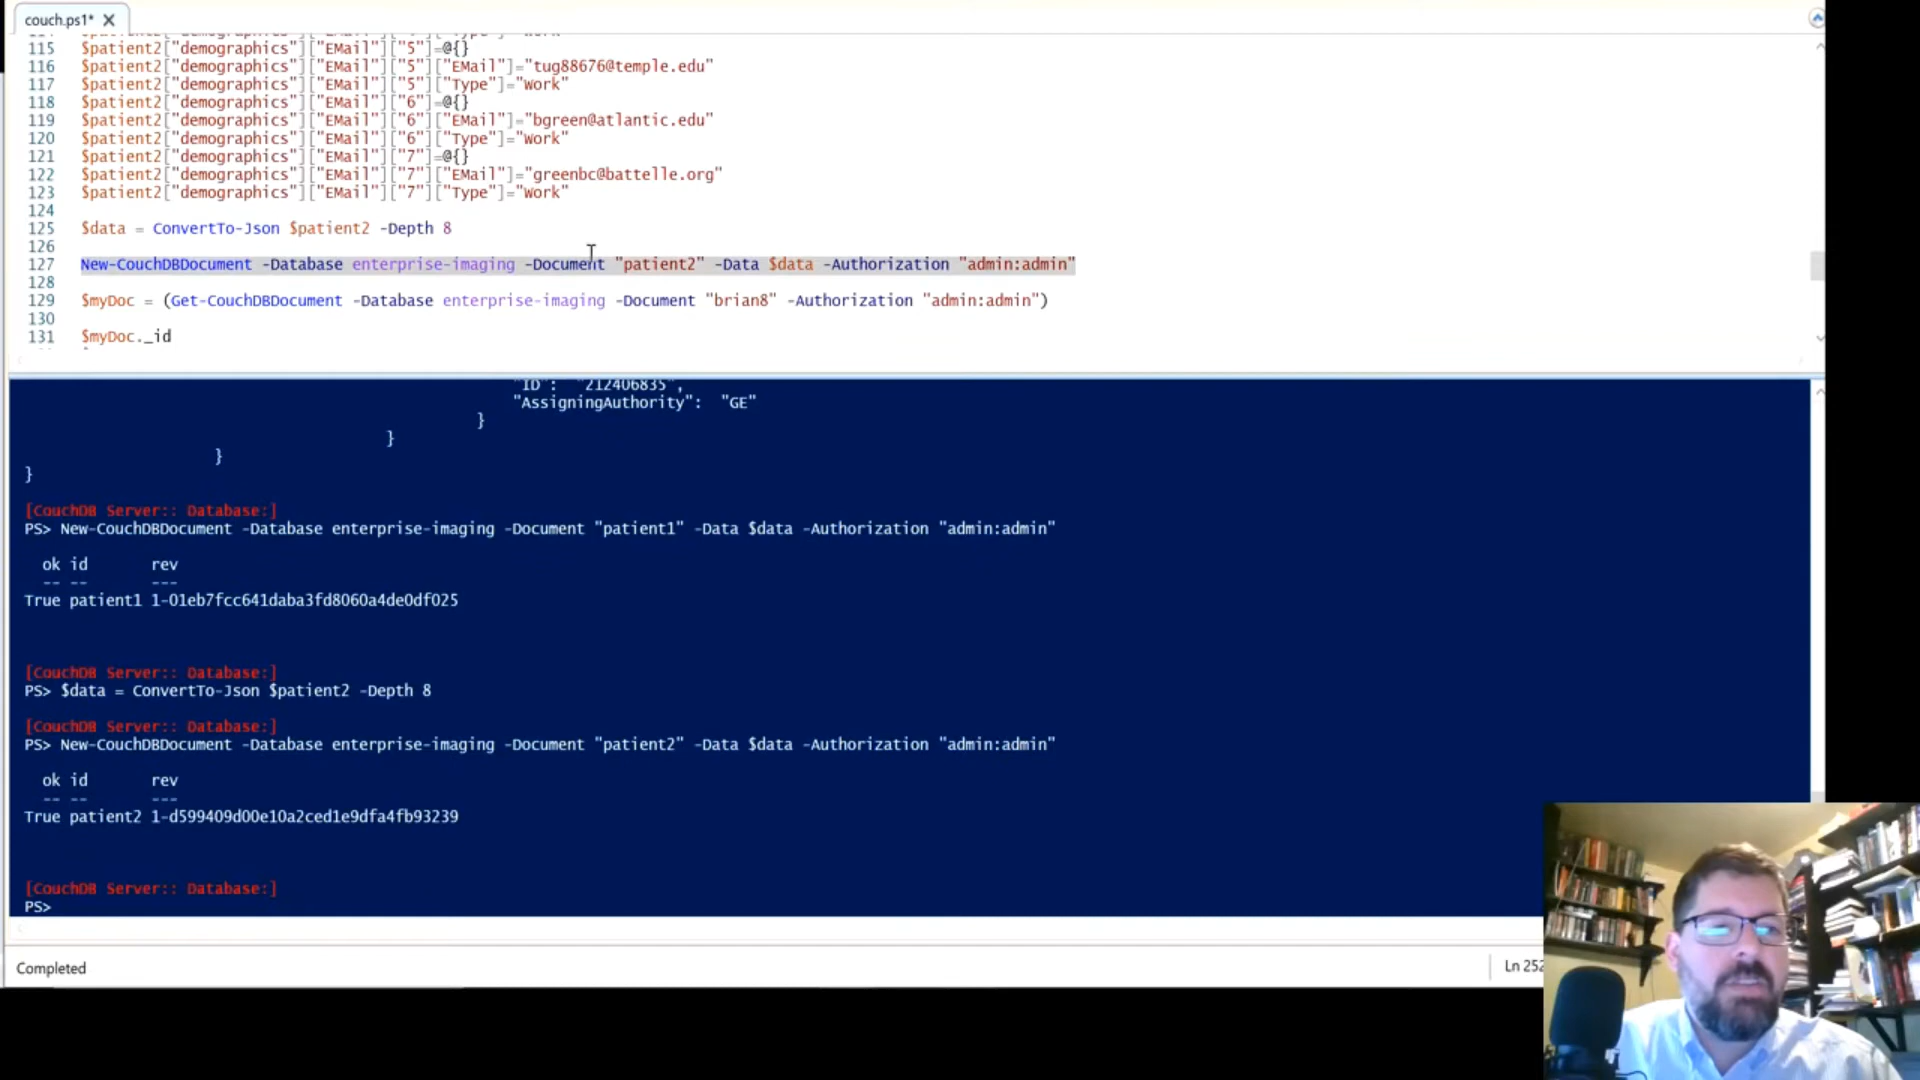 couch.ps1*
115 $patient2["demographics"]["EMail"]["5"]=@{}
116 $patient2["demographics"]["EMail"]["5"]["EMail"]="tug88676@temple.edu"
117 $patient2["demographics"]["EMail"]["5"]["Type"]="Work"
118 $patient2["demographics"]["EMail"]["6"]=@{}
119 $patient2["demographics"]["EMail"]["6"]["EMail"]="bgreen@atlantic.edu"
120 $patient2["demographics"]["EMail"]["6"]["Type"]="Work"
121 $patient2["demographics"]["EMail"]["7"]=@{}
122 $patient2["demographics"]["EMail"]["7"]["EMail"]="greenbc@battelle.org"
123 $patient2["demographics"]["EMail"]["7"]["Type"]="Work"
124
125 $data = ConvertTo-Json $patient2 -Depth 8
126
127 New-CouchDBDocument -Database enterprise-imaging -Document "patient2" -Data $data -Authorization "admin:admin"
128
129 $myDoc = (Get-CouchDBDocument -Database enterprise-imaging -Document "brian8" -Authorization "admin:admin")
130
131 $myDoc._id
"ID": "212406835",
"AssigningAuthority": "GE"
}
}
}
}
[CouchDB Server:: Database:]
PS> New-CouchDBDocument -Database enterprise-imaging -Document "patient1" -Data $data -Authorization "admin:admin"
ok id rev
-- -- ---
True patient1 1-01eb7fcc641daba3fd8060a4de0df025
[CouchDB Server:: Database:]
PS> $data = ConvertTo-Json $patient2 -Depth 8
[CouchDB Server:: Database:]
PS> New-CouchDBDocument -Database enterprise-imaging -Document "patient2" -Data $data -Authorization "admin:admin"
ok id rev
-- -- ---
True patient2 1-d599409d00e10a2ced1e9dfa4fb93239
[CouchDB Server:: Database:]
PS>
Completed
Ln 252